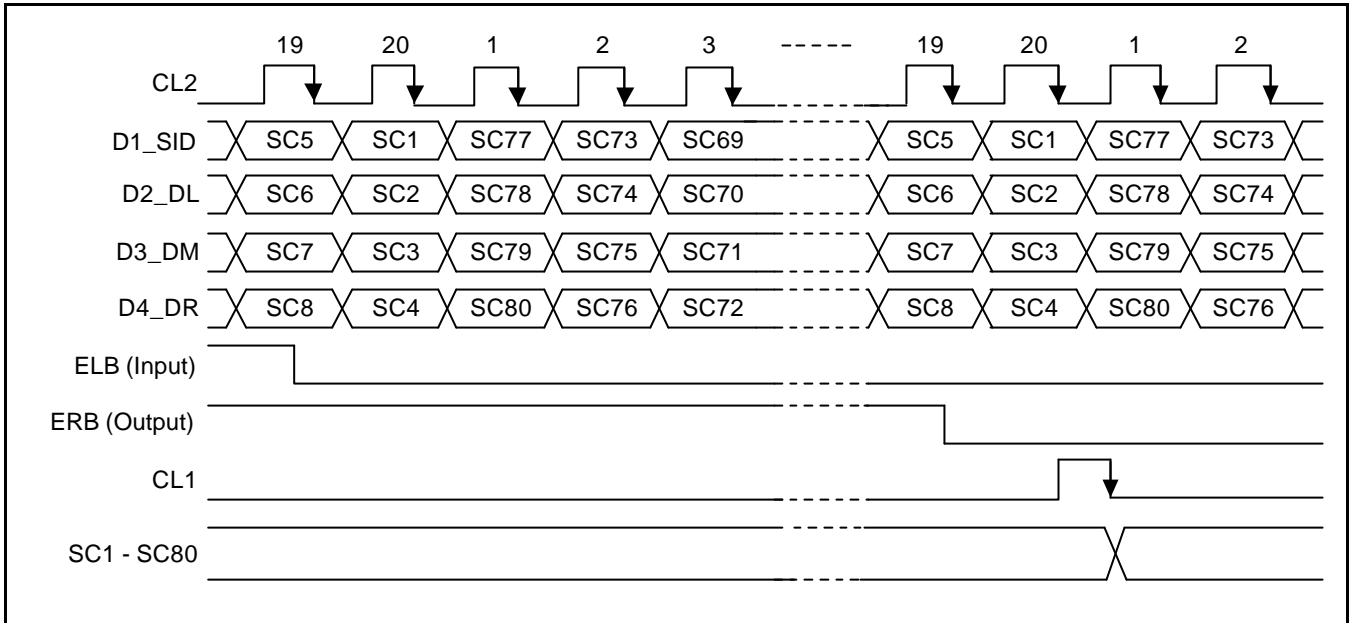 19 20 1 2 3 19 20 1 2
CL2
D1_SID SC5 SC1 SC77 SC73 SC69 SC5 SC1 SC77 SC73
D2_DL SC6 SC2 SC78 SC74 SC70 SC6 SC2 SC78 SC74
D3_DM SC7 SC3 SC79 SC75 SC71 SC7 SC3 SC79 SC75
D4_DR SC8 SC4 SC80 SC76 SC72 SC8 SC4 SC80 SC76
ELB (Input)
ERB (Output)
CL1
SC1 - SC80